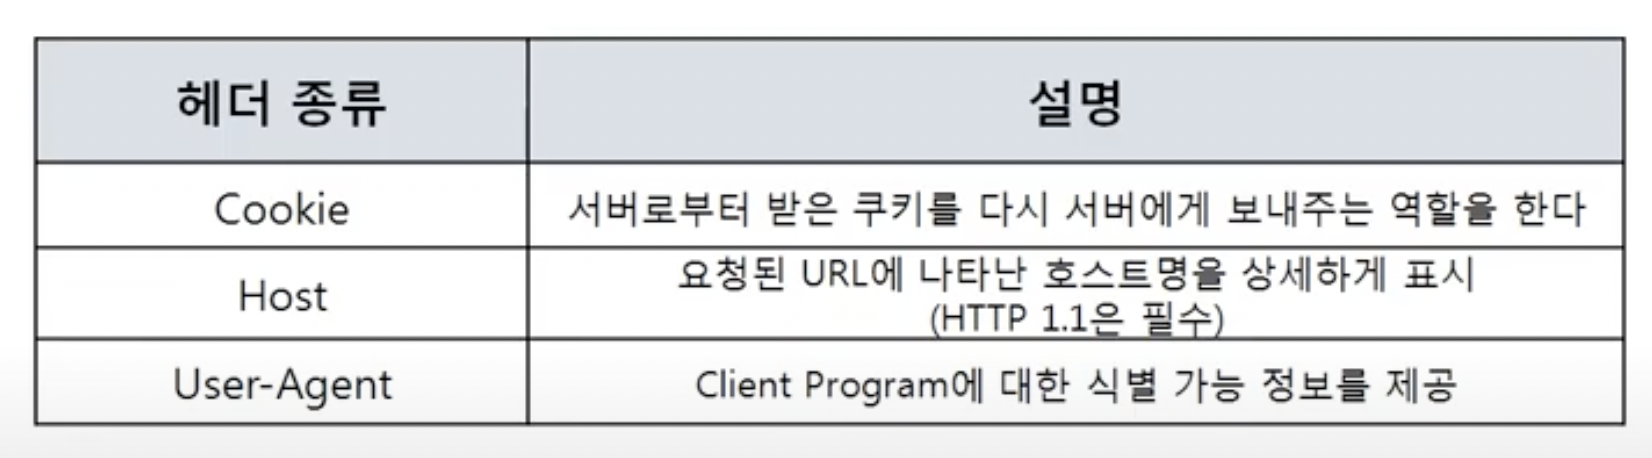 헤더 종류
설명
Cookie
서버로부터 받은 쿠키를 다시 서버에게 보내주는 역할을 한다
Host
요청된 URL에 나타난 호스트명을 상세하게 표시
(HTTP 1.1은 필수)
User-Agent
Client Program에 대한 식별 가능 정보를 제공